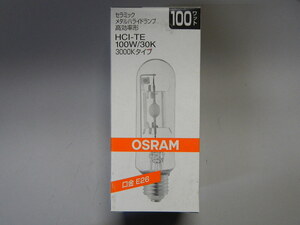 セラミック
メタルハライドランプ
高効率形
100ワット
HCI-TE
100W/30K
3000Kタイプ
OSRAM
口金 E26